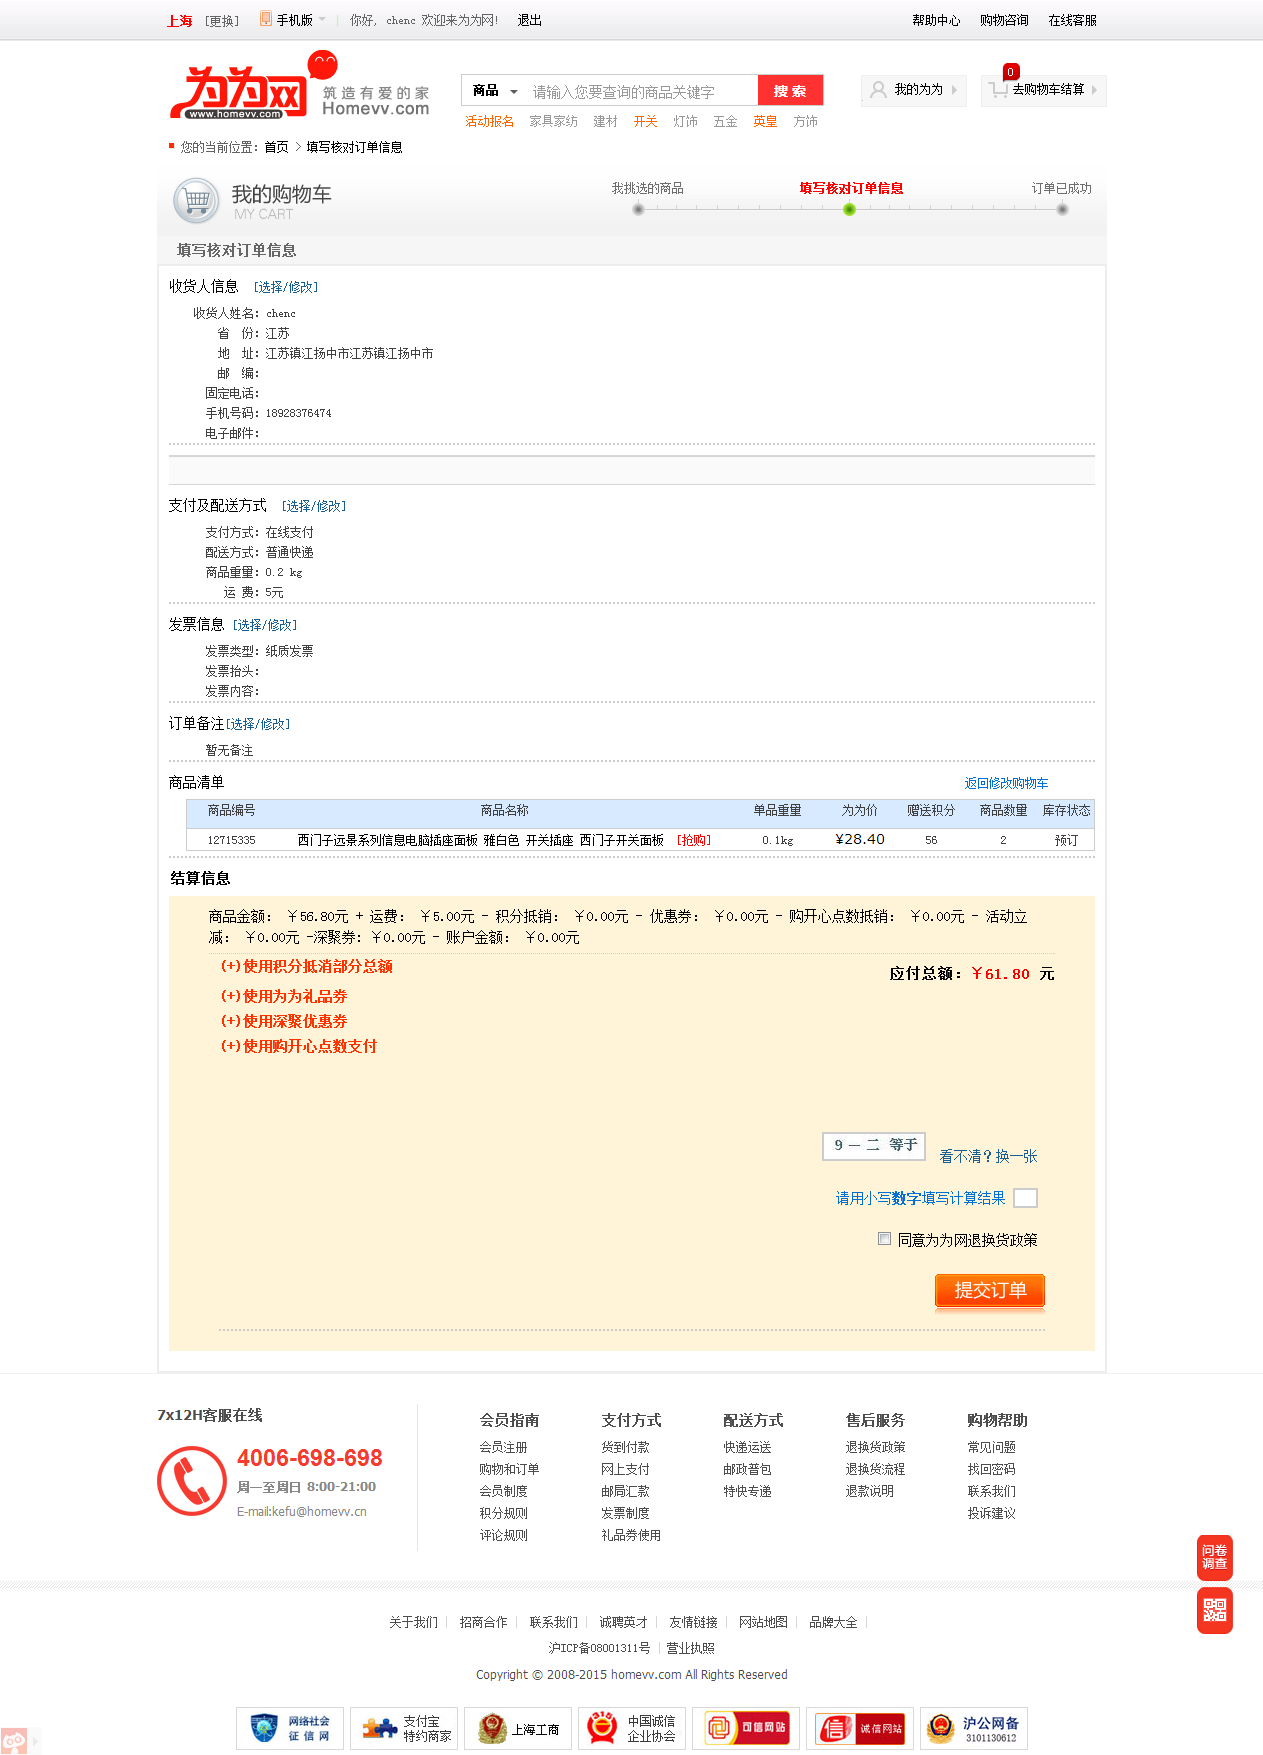 上海 [更换] 手机版 你好, chenc 欢迎来为为网! 退出 帮助中心 购物咨询 在线客服
为为网 www.homevv.com 筑造有爱的家 Homevv.com
商品 请输入您要查询的商品关键字 搜 索 我的为为 0 去购物车结算
活动报名 家具家纺 建材 开关 灯饰 五金 英皇 方饰
您的当前位置: 首页 > 填写核对订单信息
我的购物车 MY CART 我挑选的商品 填写核对订单信息 订单已成功
填写核对订单信息
收货人信息 [选择/修改]
收货人姓名: chenc
省 份: 江苏
地 址: 江苏镇江扬中市江苏镇江扬中市
邮 编:
固定电话:
手机号码: 18928376474
电子邮件:
支付及配送方式 [选择/修改]
支付方式: 在线支付
配送方式: 普通快递
商品重量: 0.2 kg
运 费: 5元
发票信息 [选择/修改]
发票类型: 纸质发票
发票抬头:
发票内容:
订单备注[选择/修改]
暂无备注
商品清单 返回修改购物车
商品编号 商品名称 单品重量 为为价 赠送积分 商品数量 库存状态
12715335 西门子远景系列信息电脑插座面板 雅白色 开关插座 西门子开关面板 [抢购] 0.1kg ¥28.40 56 2 预订
结算信息
商品金额: ￥56.80元 + 运费: ￥5.00元 - 积分抵销: ￥0.00元 - 优惠券: ￥0.00元 - 购开心点数抵销: ￥0.00元 - 活动立
减: ￥0.00元 -深聚券: ￥0.00元 - 账户金额: ￥0.00元
(+)使用积分抵消部分总额
应付总额: ￥61.80 元
(+)使用为为礼品券
(+)使用深聚优惠券
(+)使用购开心点数支付
9 — 二 等于 看不清?换一张
请用小写数字填写计算结果
同意为为网退换货政策
提交订单
7x12H客服在线
4006-698-698
周一至周日 8:00-21:00
E-mail:kefu@homevv.cn
会员指南 支付方式 配送方式 售后服务 购物帮助
会员注册 货到付款 快递运送 退换货政策 常见问题
购物和订单 网上支付 邮政普包 退换货流程 找回密码
会员制度 邮局汇款 特快专递 退款说明 联系我们
积分规则 发票制度 投诉建议
评论规则 礼品券使用
问卷
调查
关于我们 招商合作 联系我们 诚聘英才 友情链接 网站地图 品牌大全
沪ICP备08001311号 营业执照
Copyright © 2008-2015 homevv.com All Rights Reserved
网络社会 征信网 支付宝 特约商家 上海工商 中国诚信 企业协会 可信网站 诚信网站 沪公网备 3101130612